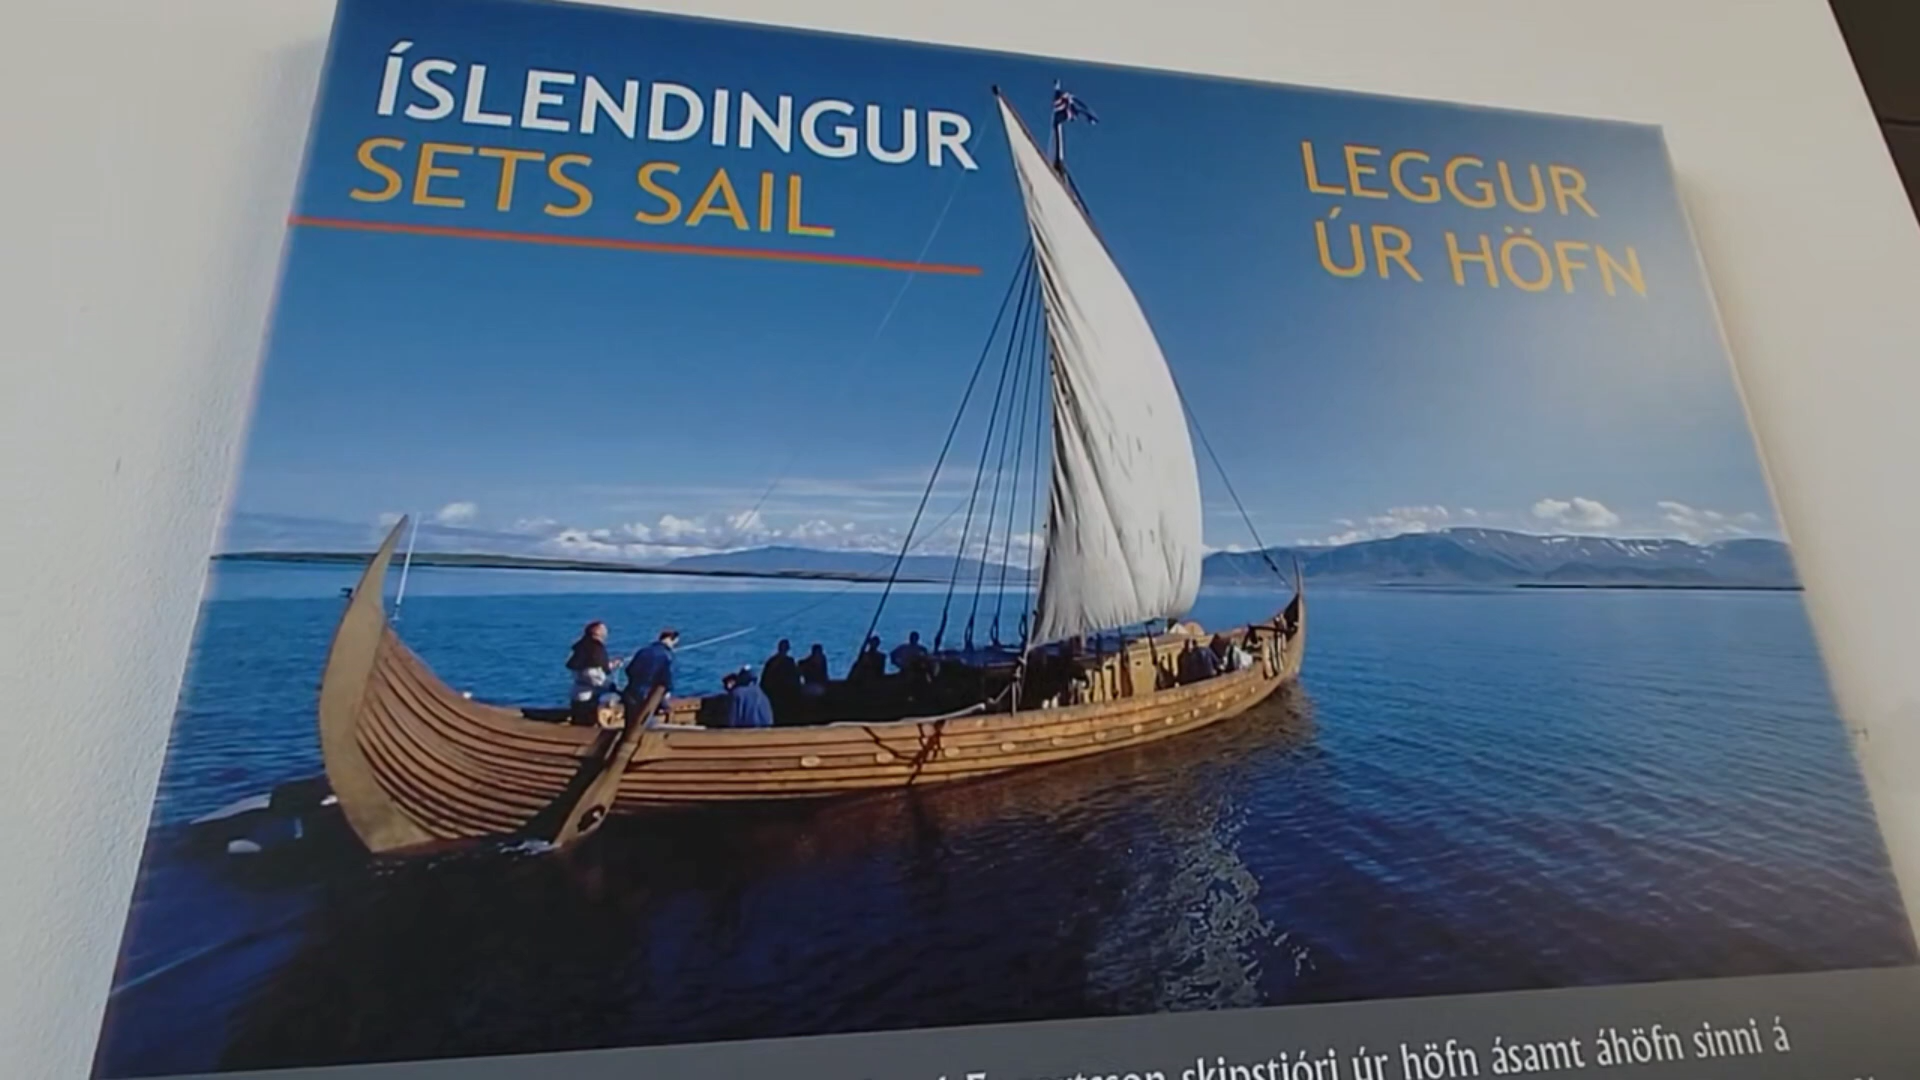 ÍSLENDINGUR
SETS SAIL
LEGGUR
ÚR HÖFN
skipstjóri úr höfn ásamt áhöfn sinni á